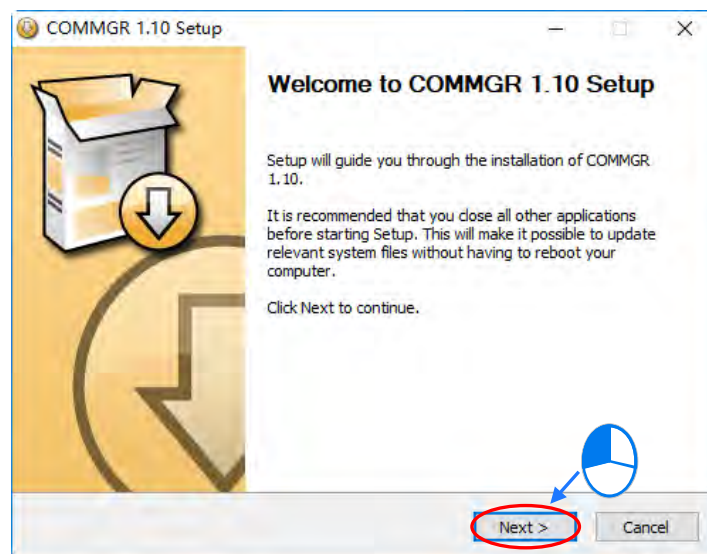 COMMGR 1.10 Setup
Welcome to COMMGR 1.10 Setup
Setup will guide you through the installation of COMMGR
1.10.
It is recommended that you close all other applications
before starting Setup. This will make it possible to update
relevant system files without having to reboot your
computer.
Click Next to continue.
Next >
Cancel